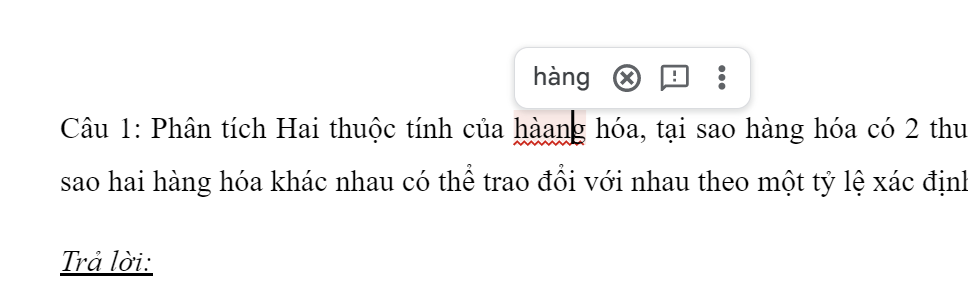 hàng
Câu 1: Phân tích Hai thuộc tính của hàang hóa, tại sao hàng hóa có 2 thu
sao hai hàng hóa khác nhau có thể trao đổi với nhau theo một tỷ lệ xác định
Trả lời: